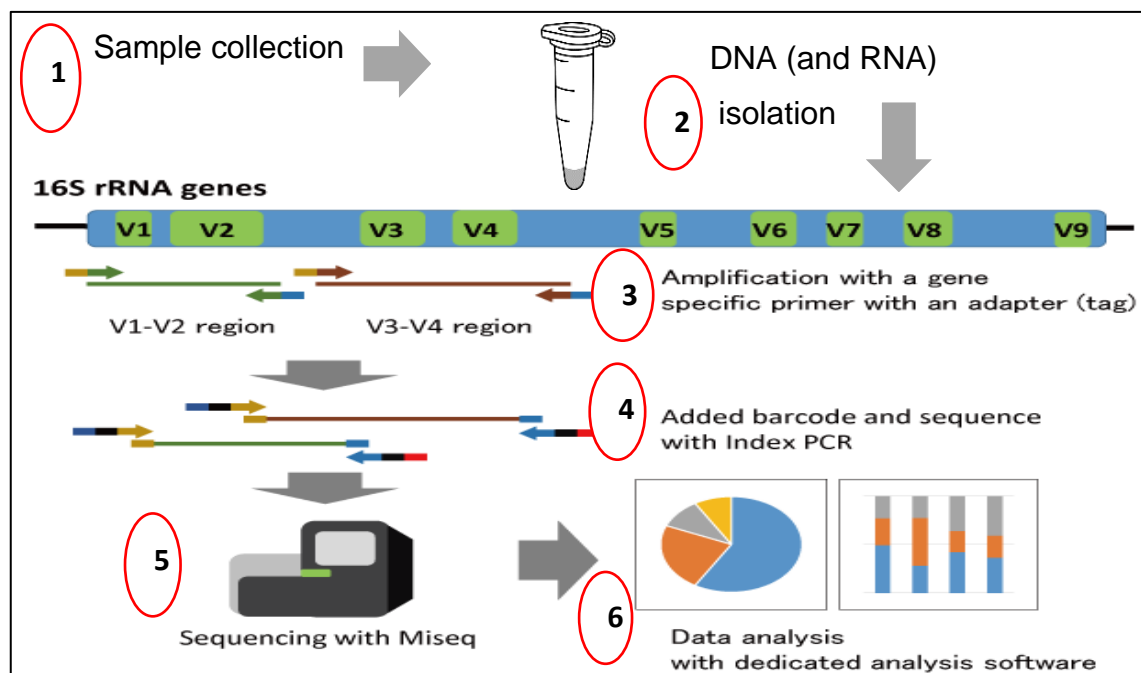 1
Sample collection
DNA (and RNA)
2
isolation
16S rRNA genes
V1 V2 V3 V4 V5 V6 V7 V8 V9
3
Amplification with a gene
specific primer with an adapter (tag)
V1-V2 region
V3-V4 region
4
Added barcode and sequence
with Index PCR
5
Sequencing with Miseq
6
Data analysis
with dedicated analysis software